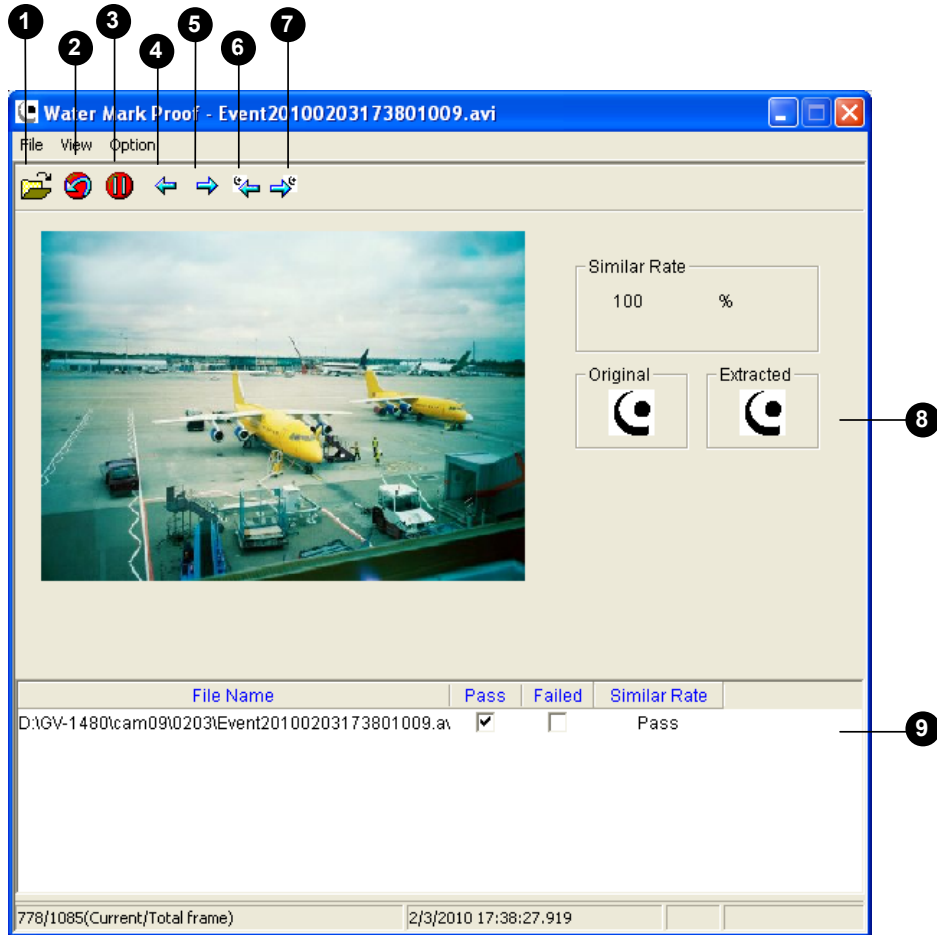 1
2
3
4
5
6
7
Water Mark Proof - Event20100203173801009.avi
File View Option
Similar Rate
100 %
Original Extracted
8
File Name Pass Failed Similar Rate
D:\GV-1480\cam09\0203\Event20100203173801009.av Pass
9
778/1085(Current/Total frame) 2/3/2010 17:38:27.919